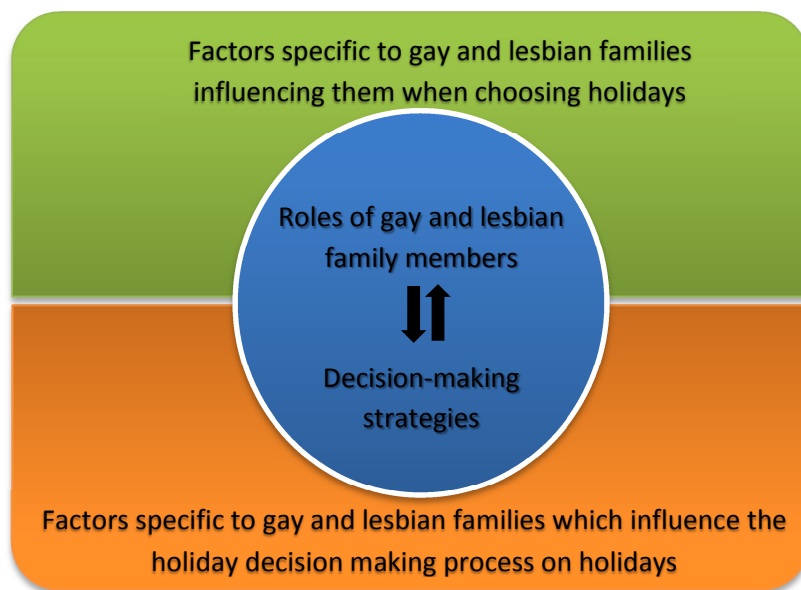 Factors specific to gay and lesbian families
influencing them when choosing holidays
Roles of gay and lesbian
family members
Decision-making
strategies
Factors specific to gay and lesbian families which influence the
holiday decision making process on holidays